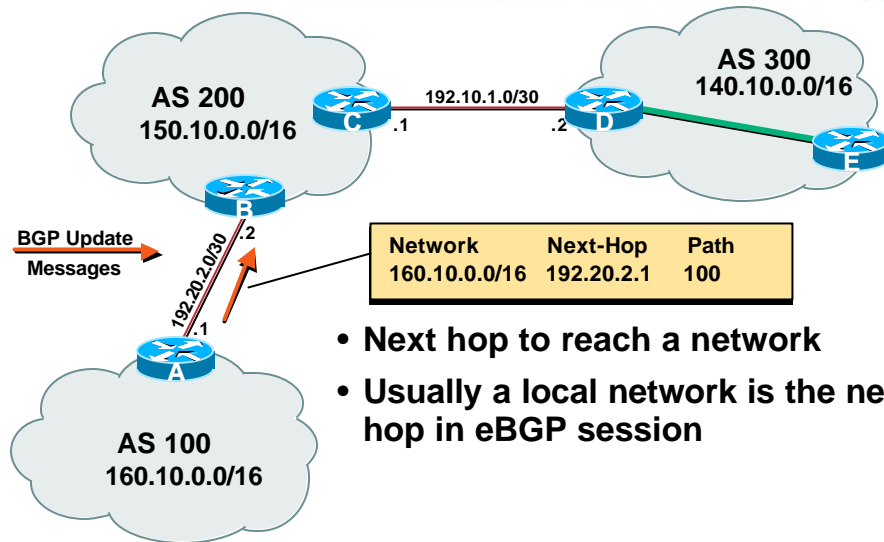 AS 300
140.10.0.0/16
AS 200
150.10.0.0/16
192.10.1.0/30
C
.1
.2
D
E
B
.2
BGP Update
Messages
192.20.2.0/30
Network Next-Hop Path
160.10.0.0/16 192.20.2.1 100
.1
A
• Next hop to reach a network
• Usually a local network is the ne
hop in eBGP session
AS 100
160.10.0.0/16